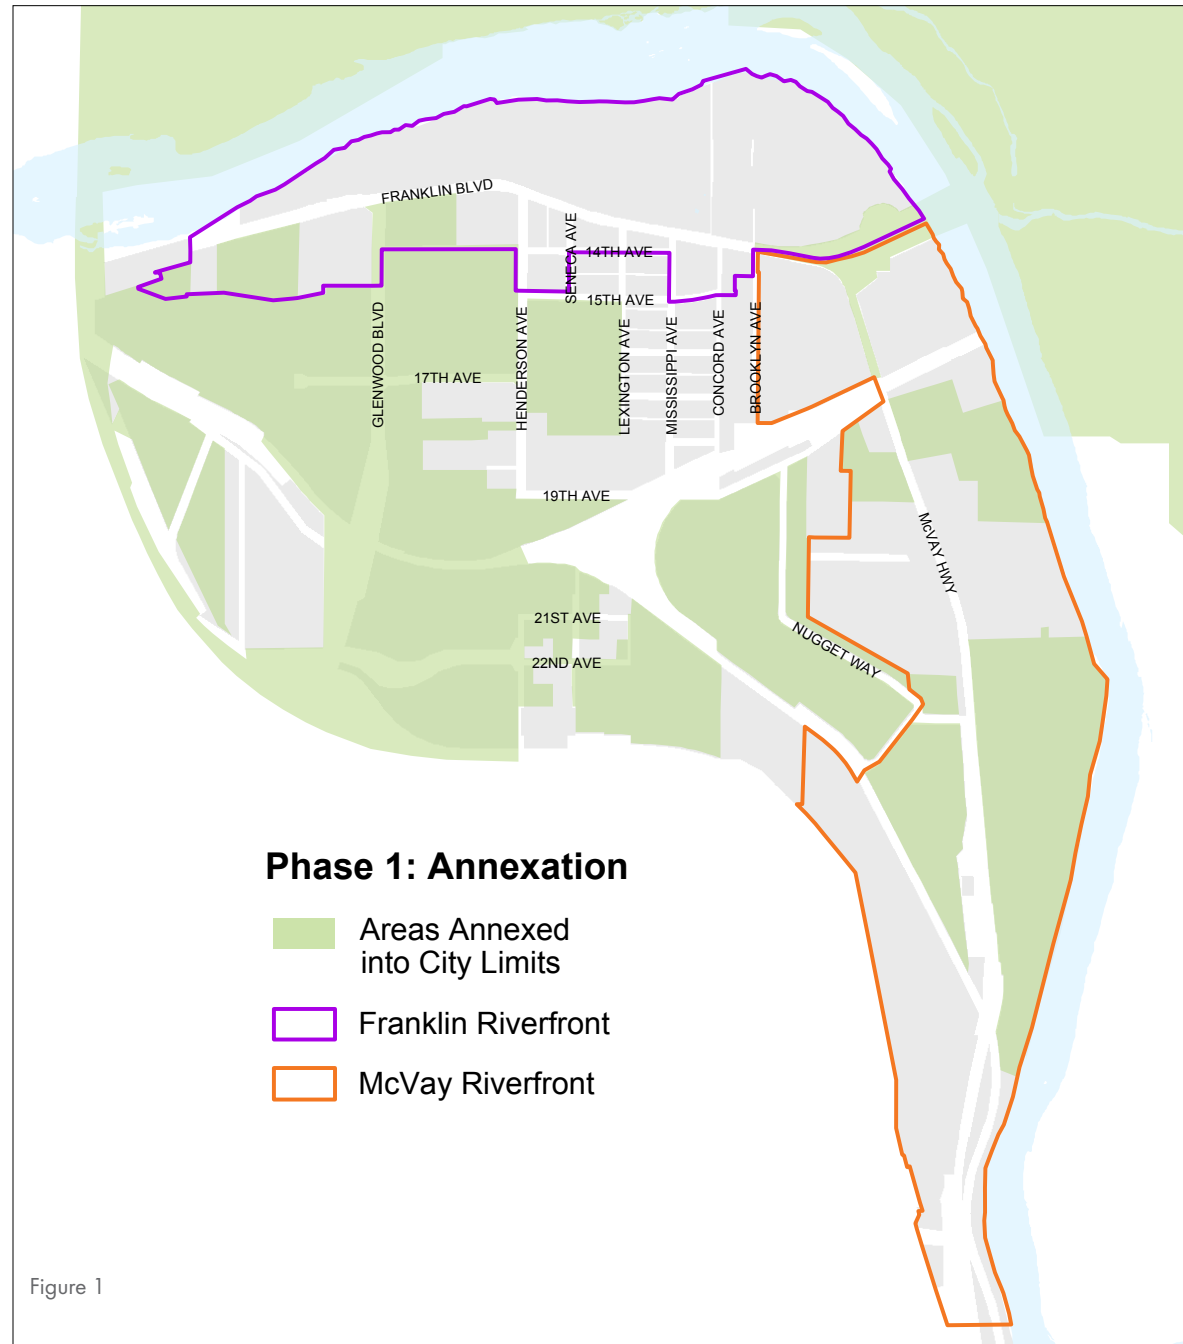 FRANKLIN BLVD
SENECA AVE
14TH AVE
15TH AVE
GLENWOOD BLVD
HENDERSON AVE
LEXINGTON AVE
MISSISSIPPI AVE
CONCORD AVE
BROOKLYN AVE
17TH AVE
19TH AVE
McVAY HWY
21ST AVE
NUGGET WAY
22ND AVE
Phase 1: Annexation
Areas Annexed
into City Limits
Franklin Riverfront
McVay Riverfront
Figure 1